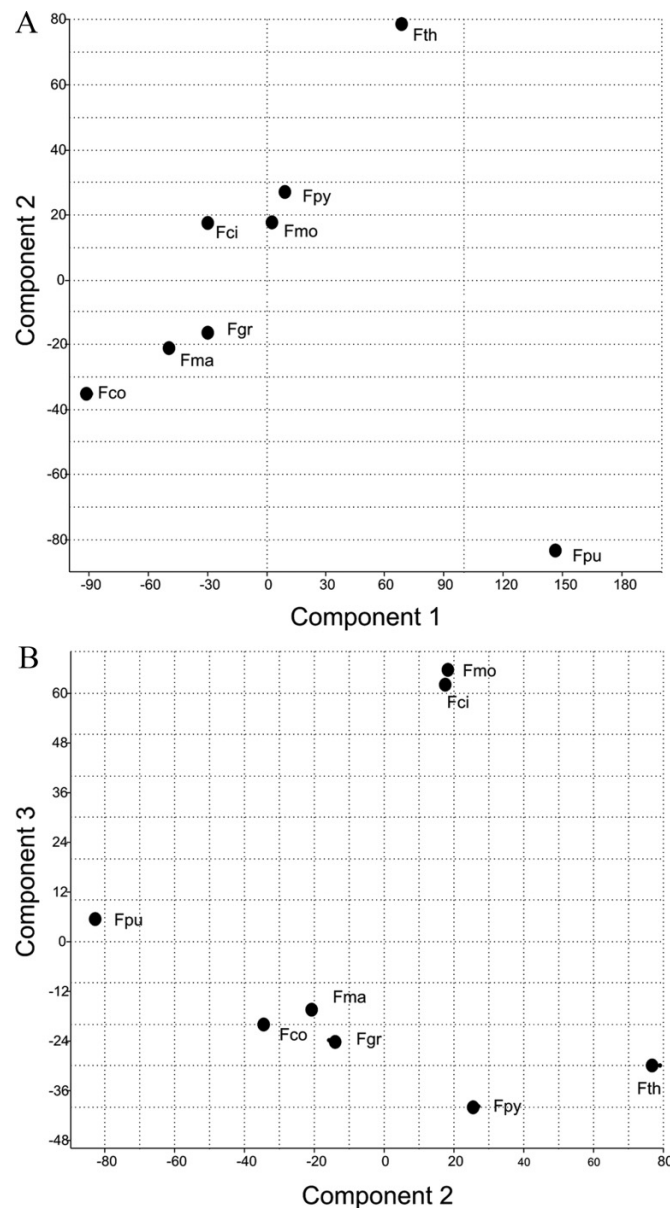 A
80
Fth
60
40
Fpy
20
Fci
Fmo
0
Fgr
-20
Fma
Fco
-40
-60
-80
Fpu
-90 -60 -30 0 30 60 90 120 150 180
Component 1
Component 2
B
Fmo
60
Fci
48
36
24
12
Fpu
0
-12
Fma
Fco
Fgr
-24
Fth
-36
Fpy
-48
-80 -60 -40 -20 0 20 40 60 80
Component 2
Component 3